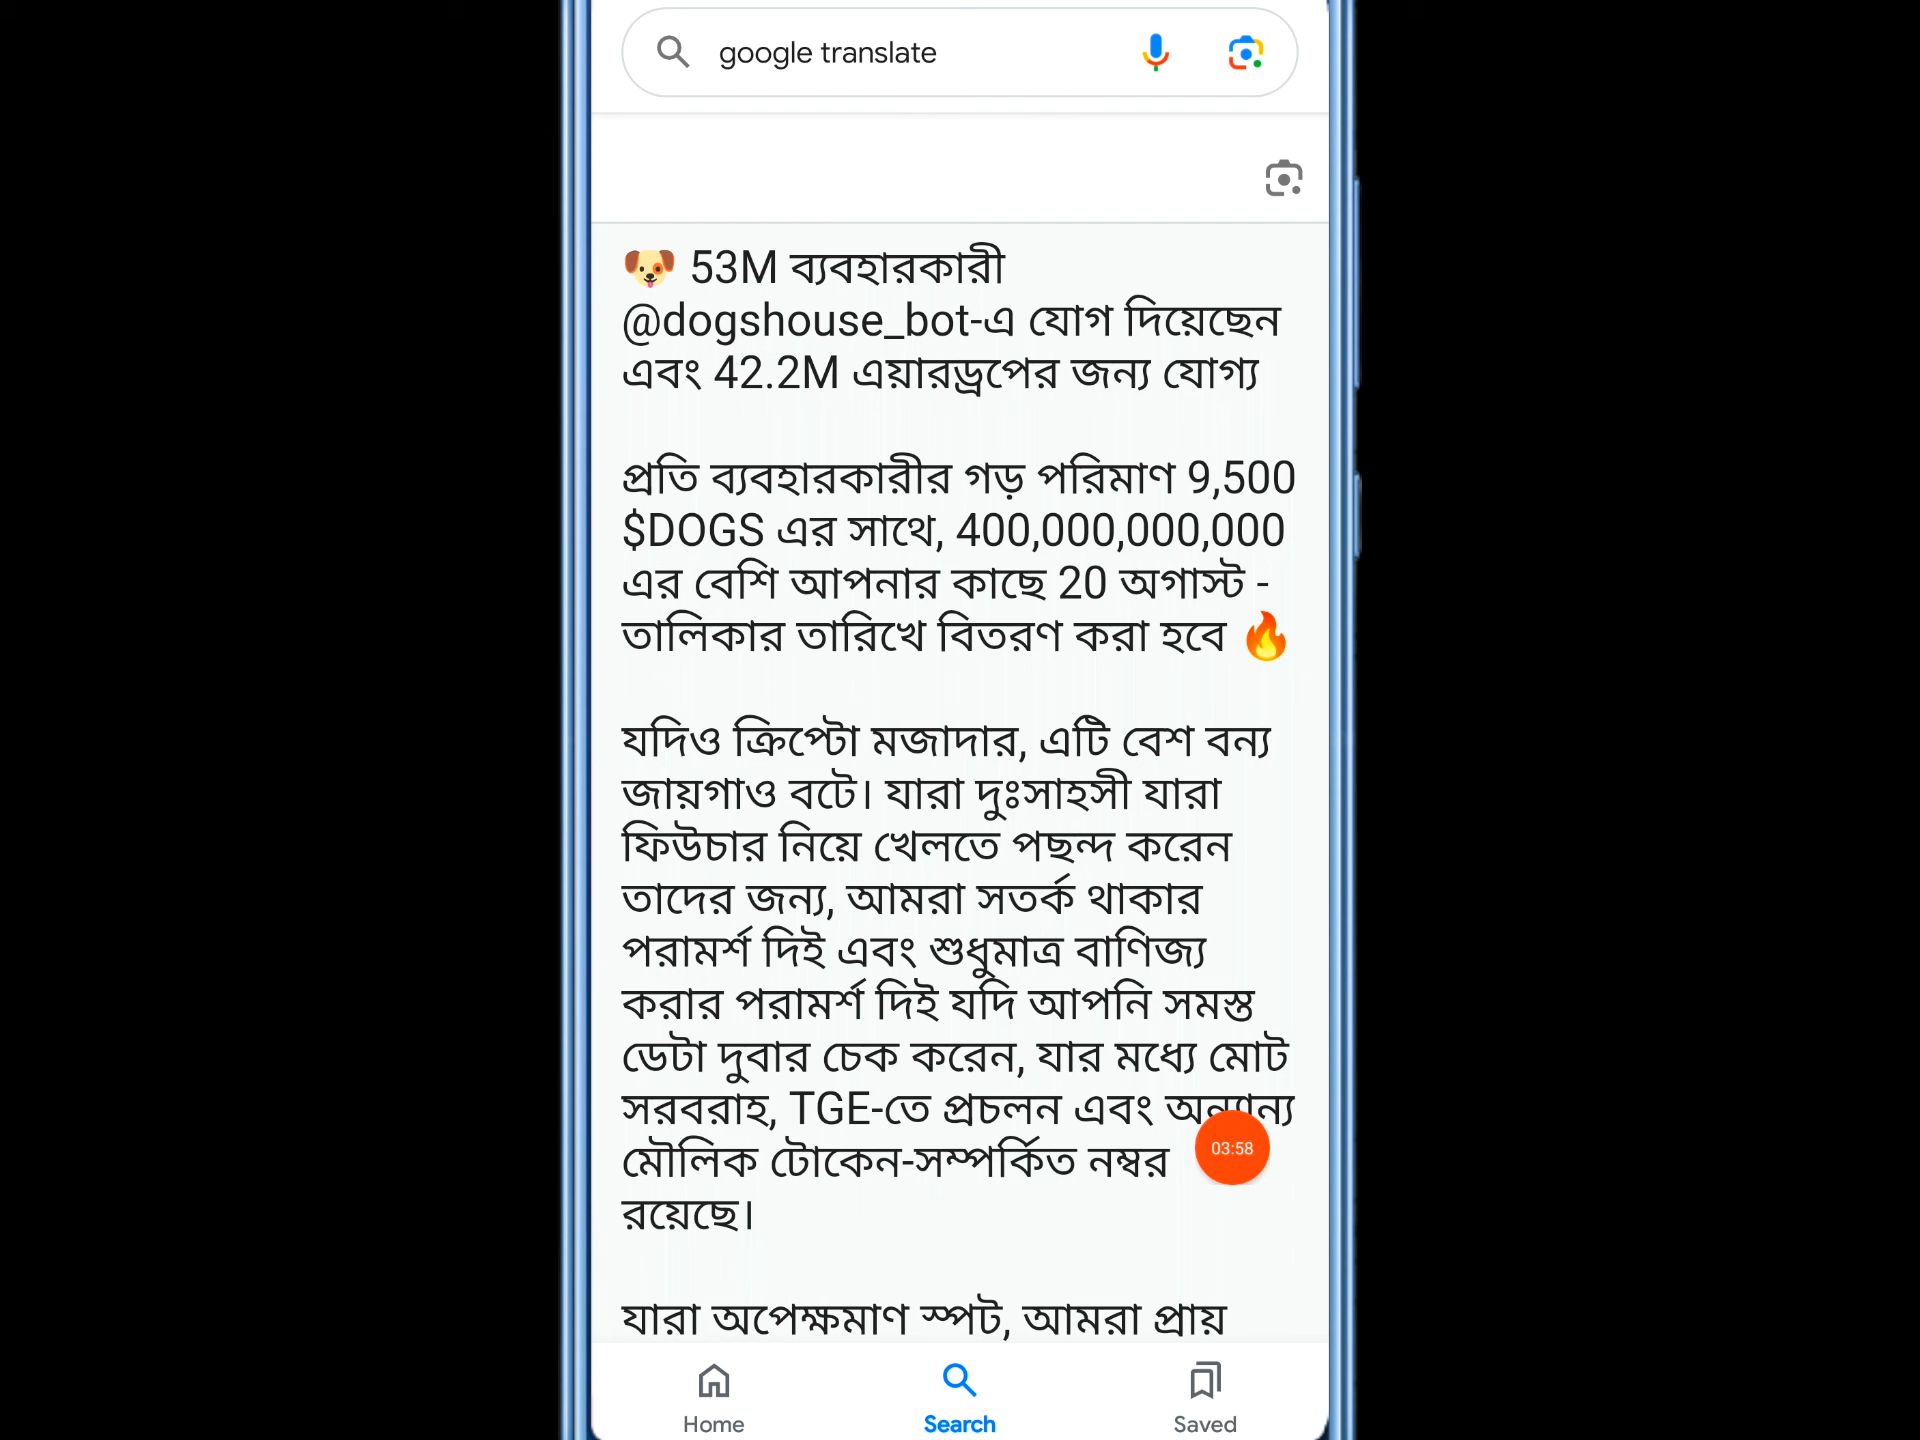 google translate
🐶 53M ব্যবহারকারী
@dogshouse_bot-এ যোগ দিয়েছেন
এবং 42.2M এয়ারড্রপের জন্য যোগ্য
প্রতি ব্যবহারকারীর গড় পরিমাণ 9,500
$DOGS এর সাথে, 400,000,000,000
এর বেশি আপনার কাছে 20 অগাস্ট -
তালিকার তারিখে বিতরণ করা হবে 🔥
যদিও ক্রিপ্টো মজাদার, এটি বেশ বন্য
জায়গাও বটে। যারা দুঃসাহসী যারা
ফিউচার নিয়ে খেলতে পছন্দ করেন
তাদের জন্য, আমরা সতর্ক থাকার
পরামর্শ দিই এবং শুধুমাত্র বাণিজ্য
করার পরামর্শ দিই যদি আপনি সমস্ত
ডেটা দুবার চেক করেন, যার মধ্যে মোট
সরবরাহ, TGE-তে প্রচলন এবং অন্যান্য
মৌলিক টোকেন-সম্পর্কিত নম্বর
03:58
রয়েছে।
যারা অপেক্ষমাণ স্পট, আমরা প্রায়
Home
Search
Saved